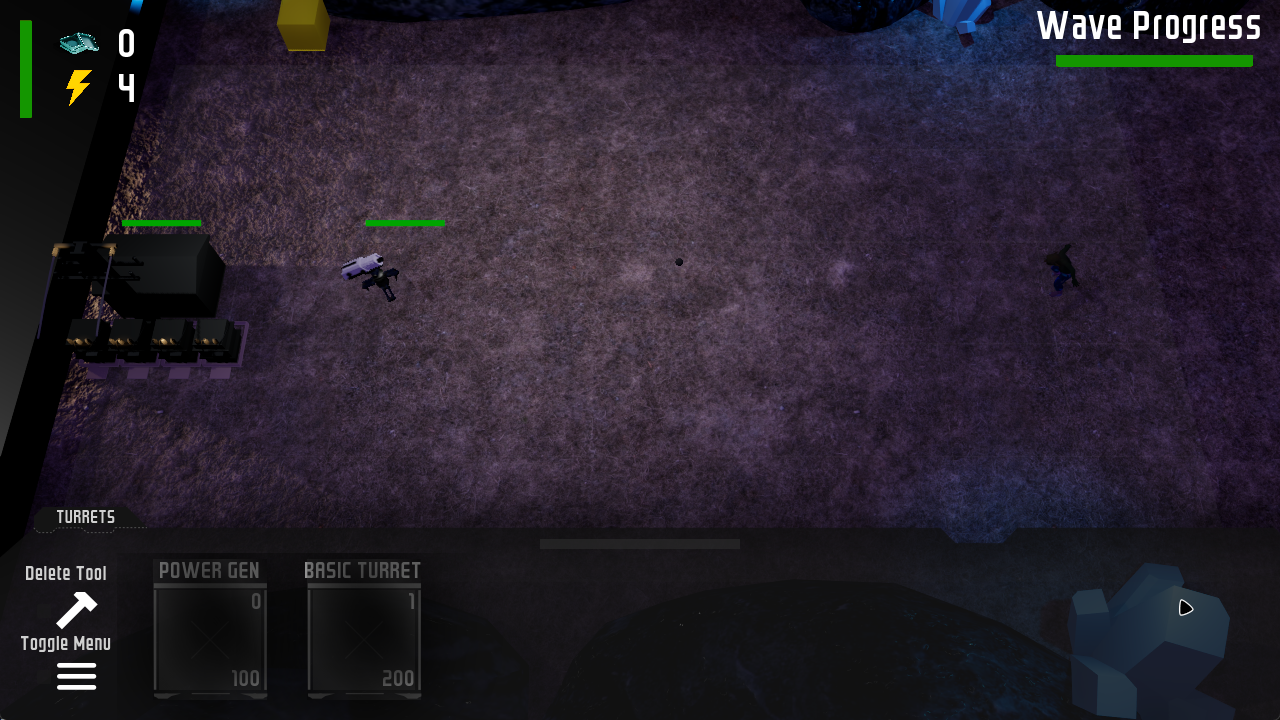 0
4
Wave Progress
TURRETS
Delete Tool
Toggle Menu
POWER GEN
0
100
BASIC TURRET
1
200